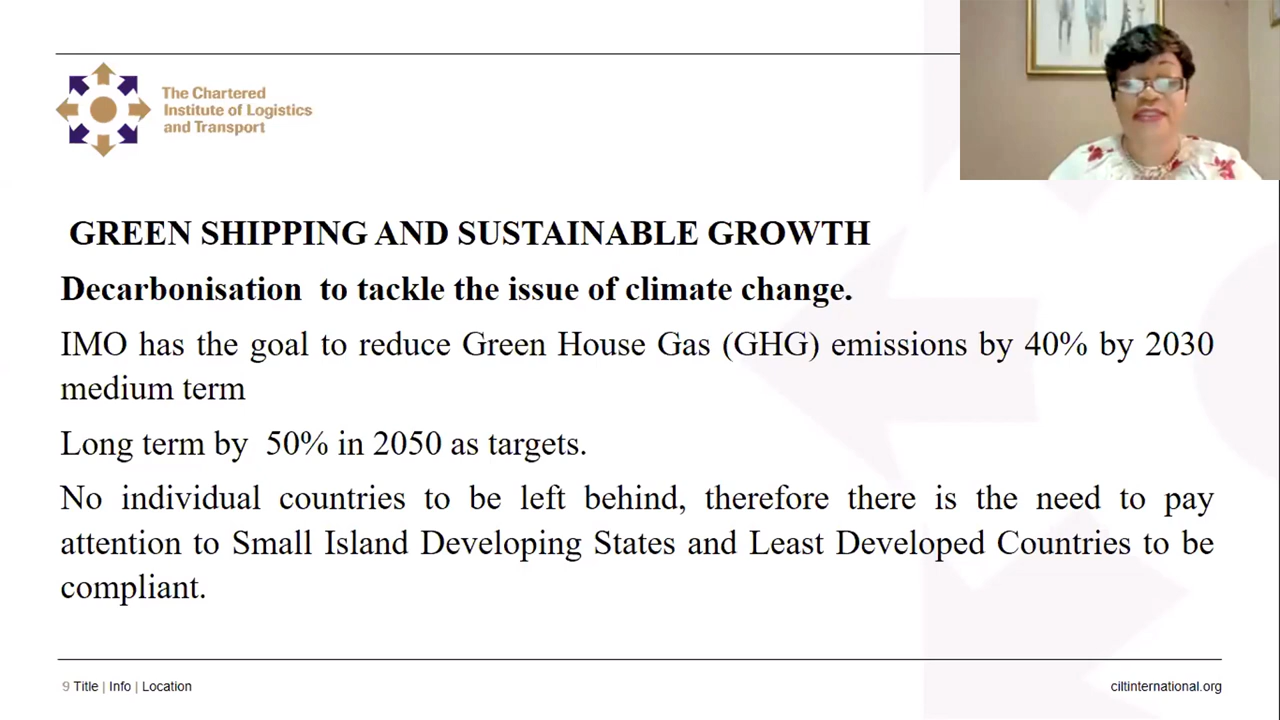 The Chartered
Institute of Logistics
and Transport
GREEN SHIPPING AND SUSTAINABLE GROWTH
Decarbonisation to tackle the issue of climate change.
IMO has the goal to reduce Green House Gas (GHG) emissions by 40% by 2030
medium term
Long term by 50% in 2050 as targets.
No individual countries to be left behind, therefore there is the need to pay
attention to Small Island Developing States and Least Developed Countries to be
compliant.
9 Title | Info | Location
ciltinternational.org